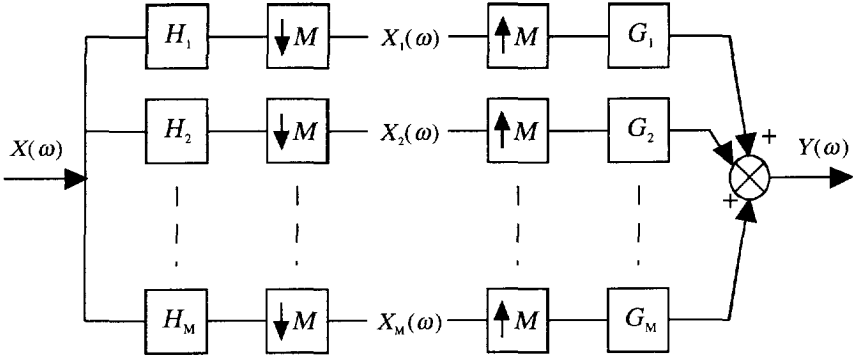 H₁ ↓M X₁(ω) ↑M G₁
+
H₂ ↓M X₂(ω) ↑M G₂
X(ω) Y(ω)
+
H_M ↓M X_M(ω) ↑M G_M